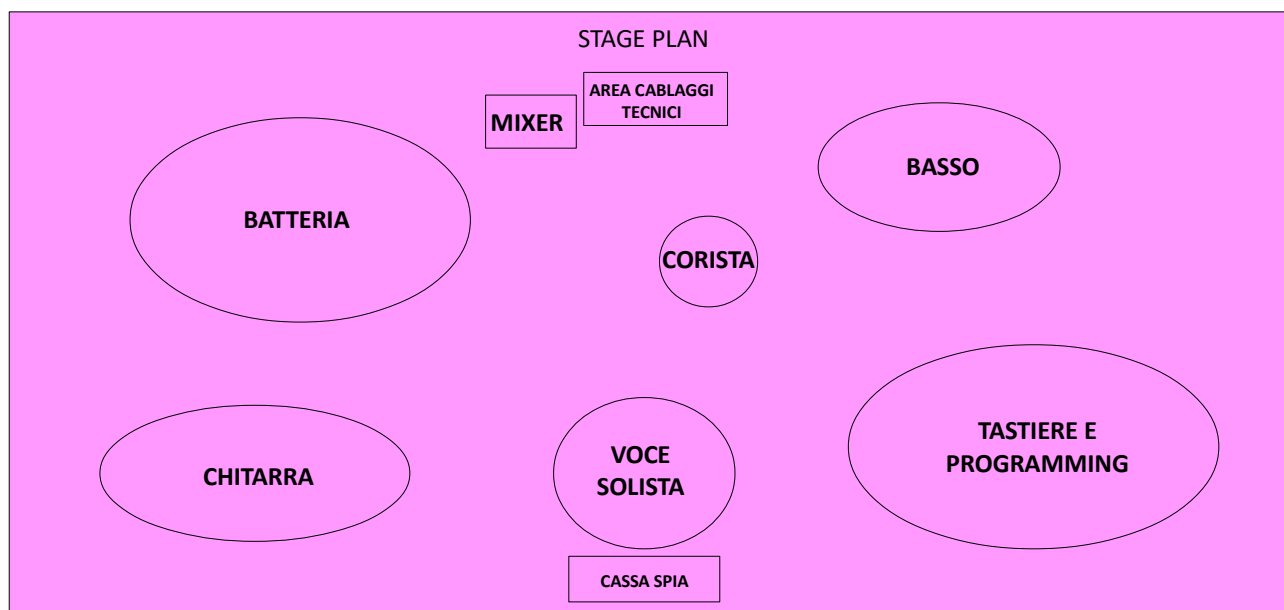 STAGE PLAN
AREA CABLAGGI
TECNICI
MIXER
BASSO
BATTERIA
CORISTA
TASTIERE E
PROGRAMMING
VOCE
SOLISTA
CHITARRA
CASSA SPIA